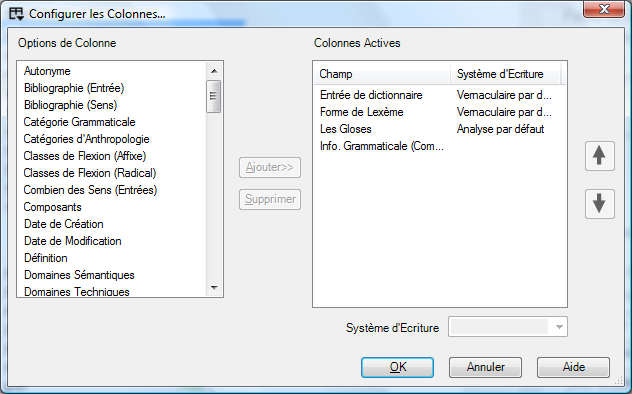 Configurer les Colonnes...
Options de Colonne
Autonyme
Bibliographie (Entrée)
Bibliographie (Sens)
Catégorie Grammaticale
Catégories d'Anthropologie
Classes de Flexion (Affixe)
Classes de Flexion (Radical)
Combien des Sens (Entrées)
Composants
Date de Création
Date de Modification
Définition
Domaines Sémantiques
Domaines Techniques
Ajouter>>
Supprimer
Colonnes Actives
Champ Système d'Ecriture
Entrée de dictionnaire Vernaculaire par d...
Forme de Lexème Vernaculaire par d...
Les Gloses Analyse par défaut
Info. Grammaticale (Com...
Système d'Ecriture
OK Annuler Aide